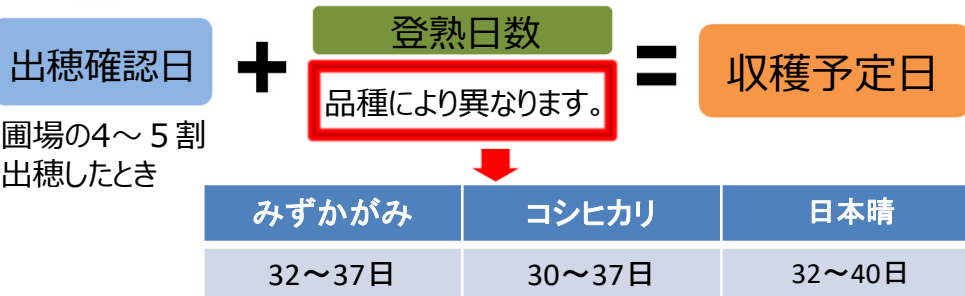 出穂確認日
+
登熟日数
=
収穫予定日
品種により異なります。
圃場の4～５割
出穂したとき
みずかがみ コシヒカリ 日本晴
32～37日 30～37日 32～40日